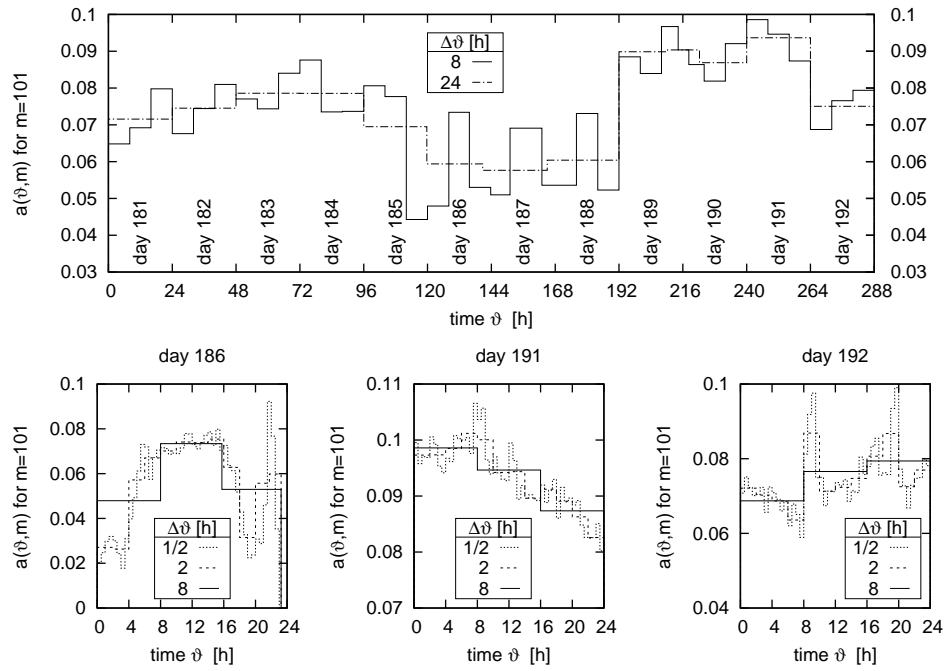 a(ϑ,m) for m=101
0.1
0.09
0.08
0.07
0.06
0.05
0.04
0.03
0.1
0.09
0.08
0.07
0.06
0.05
0.04
0.03
Δϑ [h]
8
24
day 181
day 182
day 183
day 184
day 185
day 186
day 187
day 188
day 189
day 190
day 191
day 192
0 24 48 72 96 120 144 168 192 216 240 264 288
time ϑ [h]
day 186
a(ϑ,m) for m=101
0.1
0.08
0.06
0.04
0.02
0
Δϑ [h]
1/2
2
8
0 4 8 12 16 20 24
time ϑ [h]
day 191
a(ϑ,m) for m=101
0.11
0.1
0.09
0.08
0.07
Δϑ [h]
1/2
2
8
0 4 8 12 16 20 24
time ϑ [h]
day 192
a(ϑ,m) for m=101
0.1
0.08
0.06
0.04
Δϑ [h]
1/2
2
8
0 4 8 12 16 20 24
time ϑ [h]